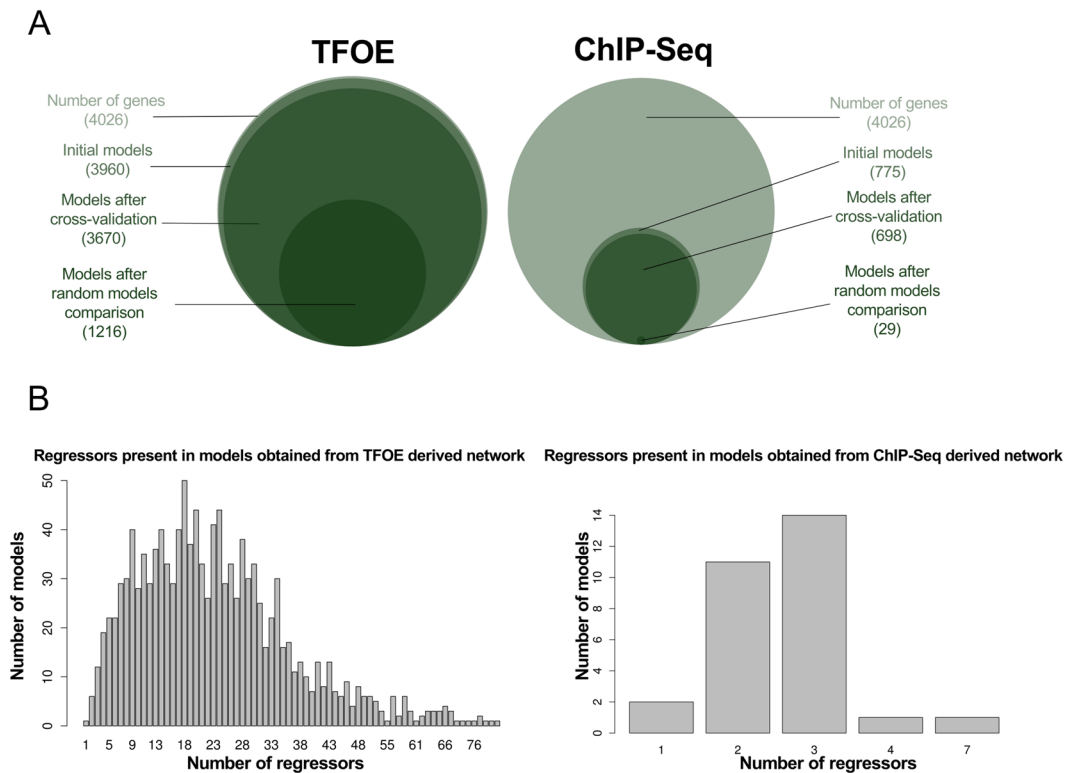 A
TFOE
ChIP-Seq
Number of genes
(4026)
Initial models
(3960)
Models after
cross-validation
(3670)
Models after
random models
comparison
(1216)
Number of genes
(4026)
Initial models
(775)
Models after
cross-validation
(698)
Models after
random models
comparison
(29)
B
Regressors present in models obtained from TFOE derived network
Number of models
50
40
30
20
10
0
1 5 9 13 18 23 28 33 38 43 48 55 61 66 76
Number of regressors
Regressors present in models obtained from ChIP-Seq derived network
Number of models
14
12
10
8
6
4
2
0
1 2 3 4 7
Number of regressors